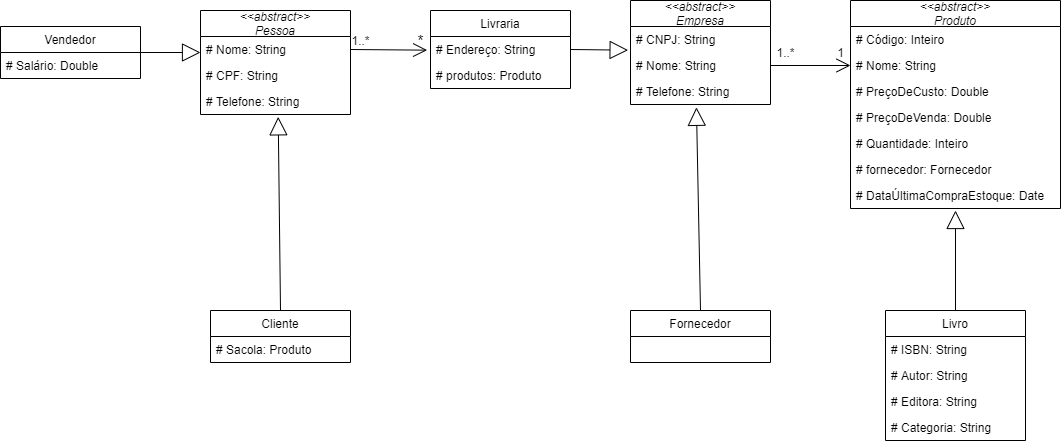 Vendedor
# Salário: Double
<<abstract>>
Pessoa
# Nome: String
# CPF: String
# Telefone: String
1..*
*
Livraria
# Endereço: String
# produtos: Produto
<<abstract>>
Empresa
# CNPJ: String
# Nome: String
# Telefone: String
1..*
1
<<abstract>>
Produto
# Código: Inteiro
# Nome: String
# PreçoDeCusto: Double
# PreçoDeVenda: Double
# Quantidade: Inteiro
# fornecedor: Fornecedor
# DataÚltimaCompraEstoque: Date
Cliente
# Sacola: Produto
Fornecedor
Livro
# ISBN: String
# Autor: String
# Editora: String
# Categoria: String